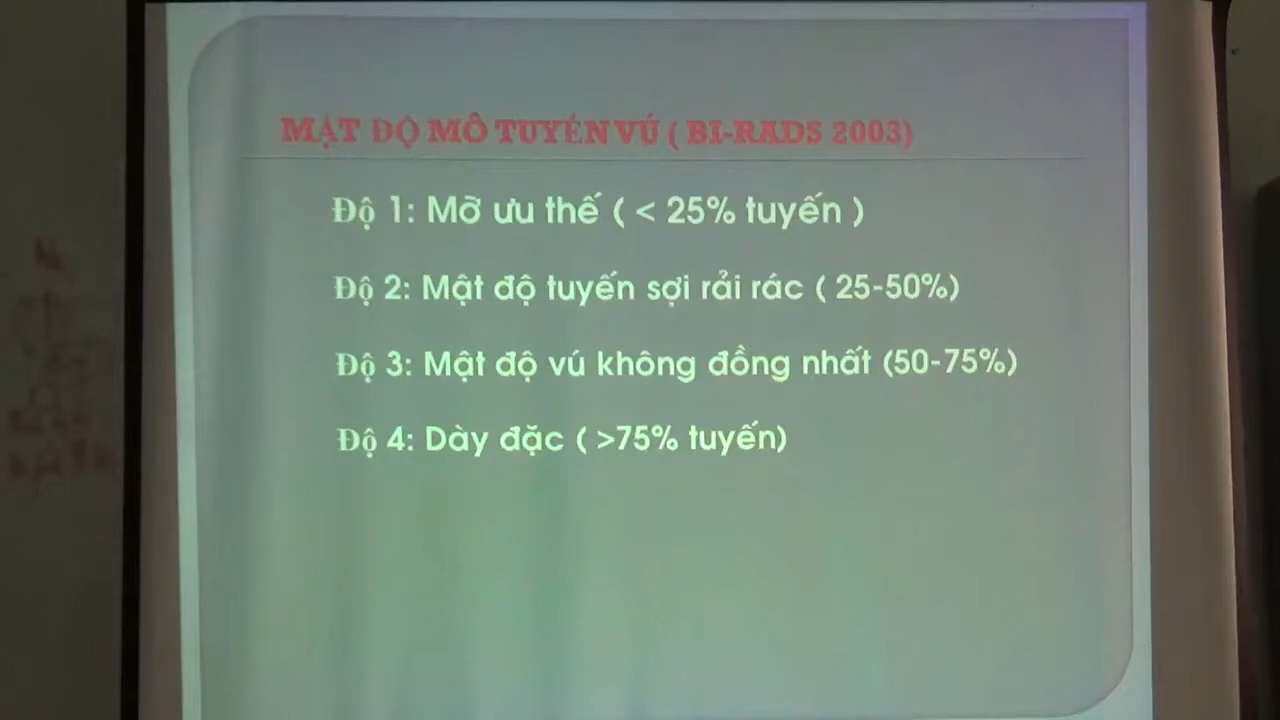 MẬT ĐỘ MÔ TUYẾN VÚ ( BI-RADS 2003)
Độ 1: Mỡ ưu thế ( < 25% tuyến )
Độ 2: Mật độ tuyến sợi rải rác ( 25-50%)
Độ 3: Mật độ vú không đồng nhất (50-75%)
Độ 4: Dày đặc ( >75% tuyến)